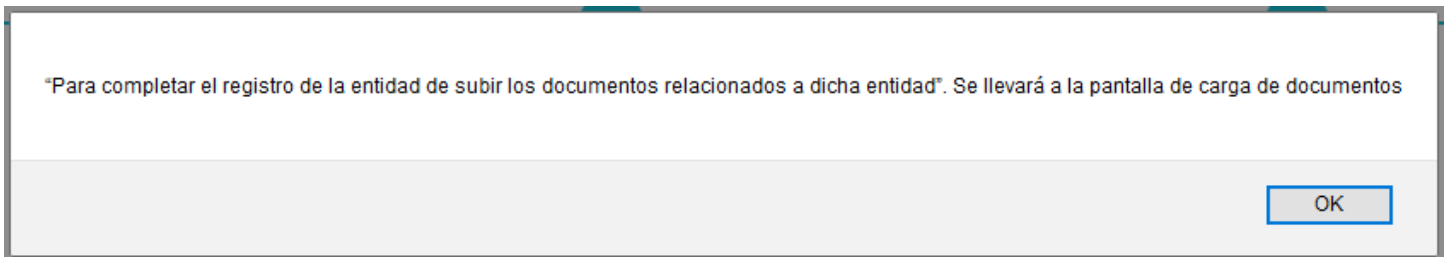 “Para completar el registro de la entidad de subir los documentos relacionados a dicha entidad”. Se llevará a la pantalla de carga de documentos
OK